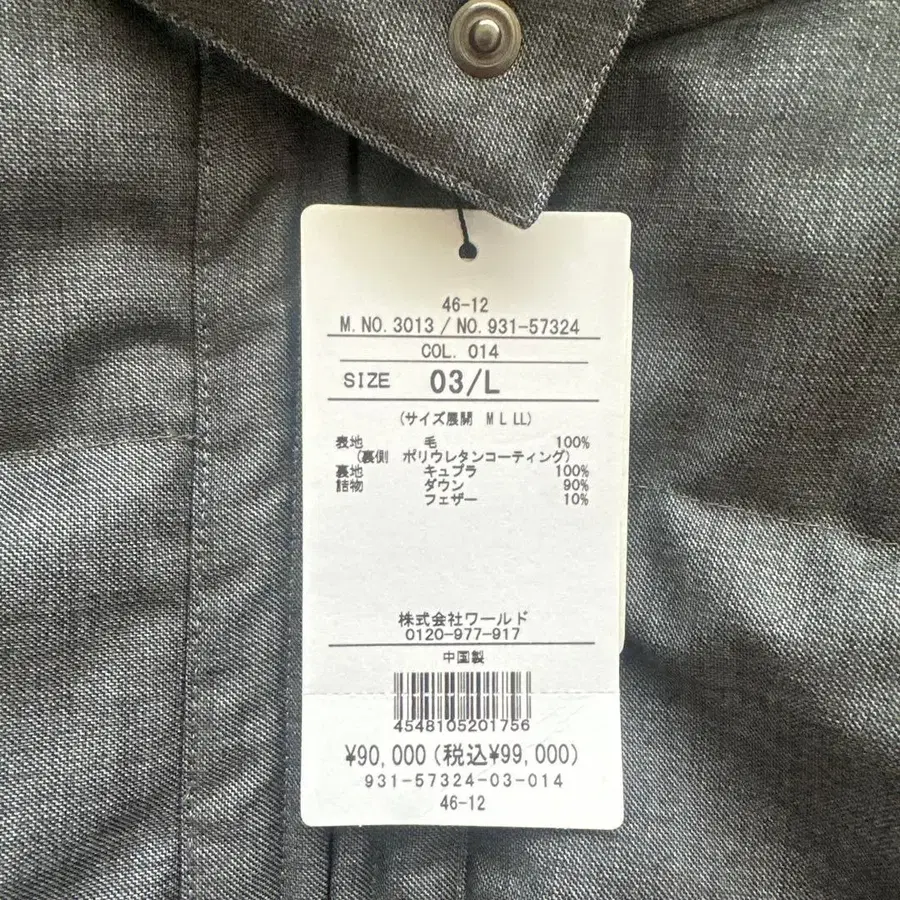 46-12
M.NO.3013/NO.931-57324
COL. 014
SIZE 03/L
(サイズ展開 M L LL)
表地 毛 100%
(裏側 ポリウレタンコーティング)
裏地 キュプラ 100%
詰物 ダウン 90%
フェザー 10%
株式会社ワールド
0120-977-917
中国製
4548105201756
¥90,000(税込¥99,000)
931-57324-03-014
46-12